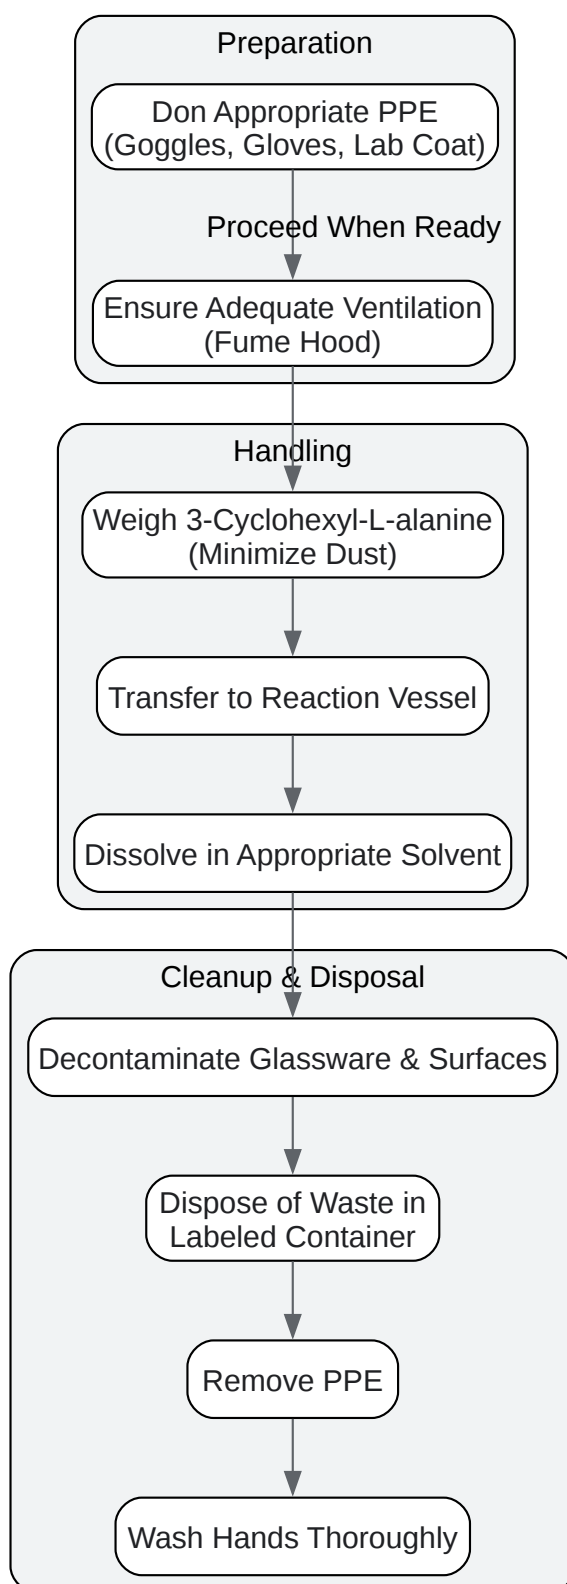 Preparation
Don Appropriate PPE
(Goggles, Gloves, Lab Coat)
Proceed When Ready
Ensure Adequate Ventilation
(Fume Hood)
Handling
Weigh 3-Cyclohexyl-L-alanine
(Minimize Dust)
Transfer to Reaction Vessel
Dissolve in Appropriate Solvent
Cleanup & Disposal
Decontaminate Glassware & Surfaces
Dispose of Waste in
Labeled Container
Remove PPE
Wash Hands Thoroughly